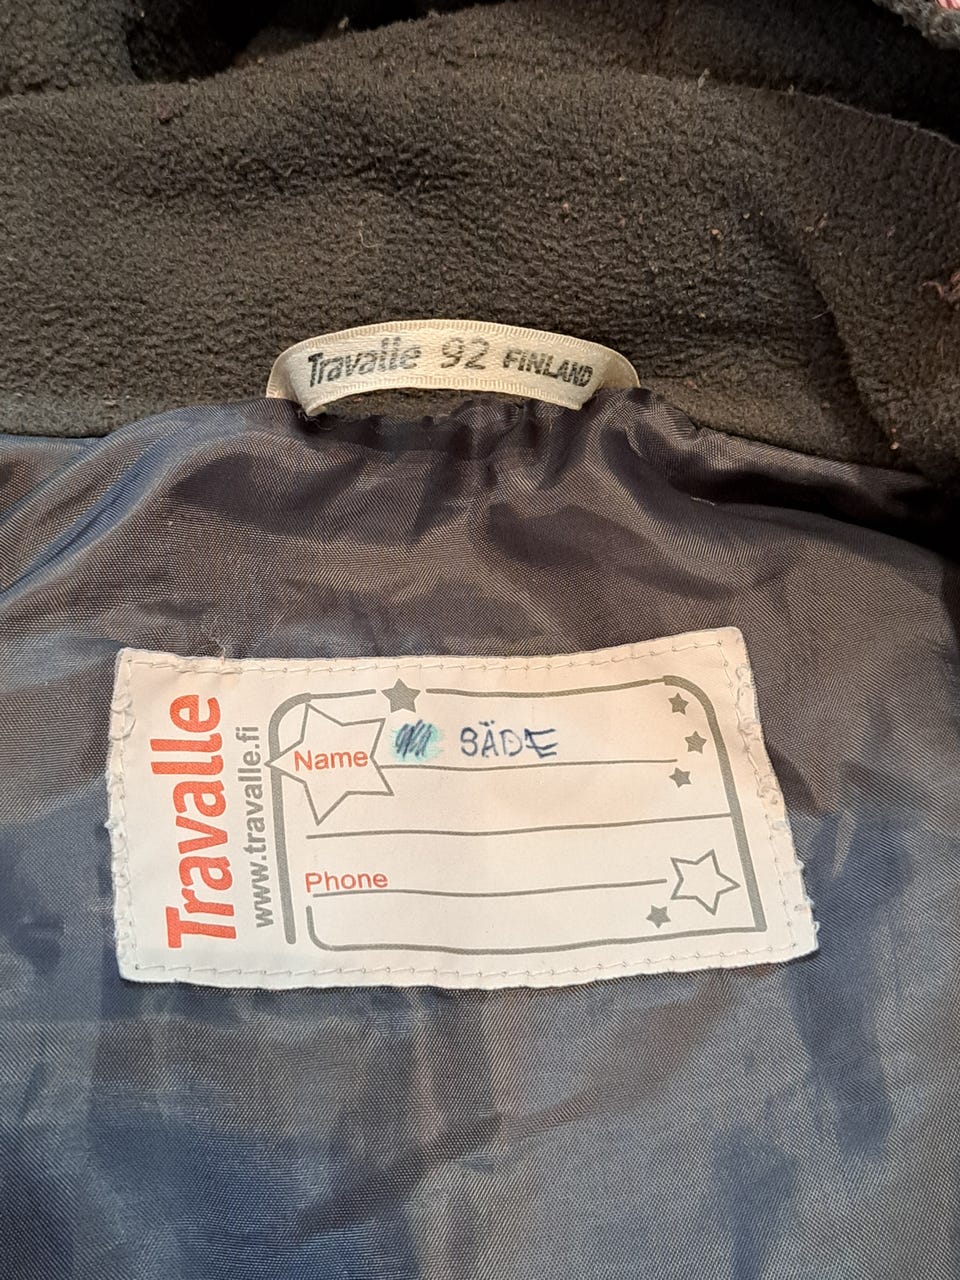 Travalle 92 FINLAND
Travalle
www.travalle.fi
Name SÄDE
Phone